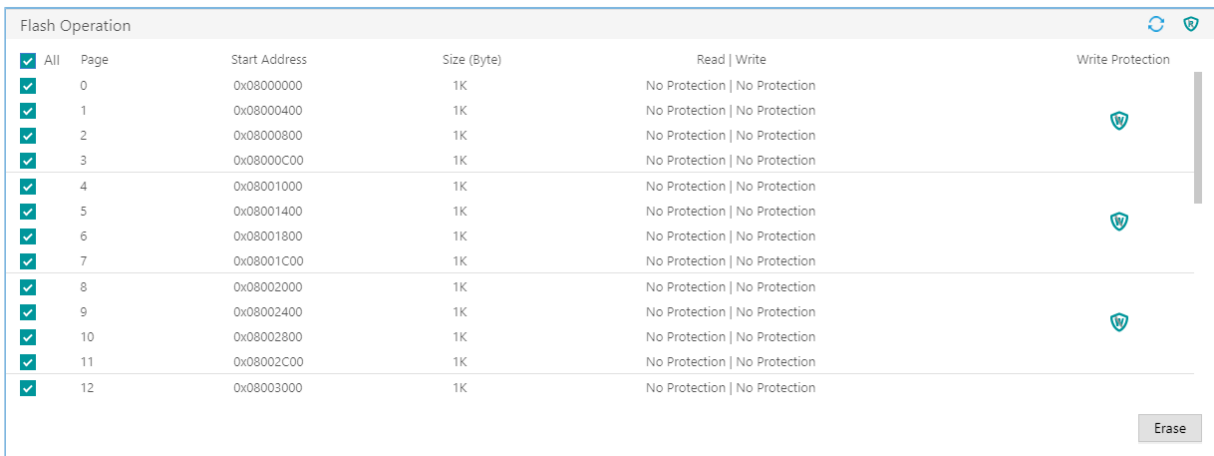 Flash Operation
All Page Start Address Size (Byte) Read | Write Write Protection
0 0x08000000 1K No Protection | No Protection
1 0x08000400 1K No Protection | No Protection
2 0x08000800 1K No Protection | No Protection
3 0x08000C00 1K No Protection | No Protection
4 0x08001000 1K No Protection | No Protection
5 0x08001400 1K No Protection | No Protection
6 0x08001800 1K No Protection | No Protection
7 0x08001C00 1K No Protection | No Protection
8 0x08002000 1K No Protection | No Protection
9 0x08002400 1K No Protection | No Protection
10 0x08002800 1K No Protection | No Protection
11 0x08002C00 1K No Protection | No Protection
12 0x08003000 1K No Protection | No Protection
Erase